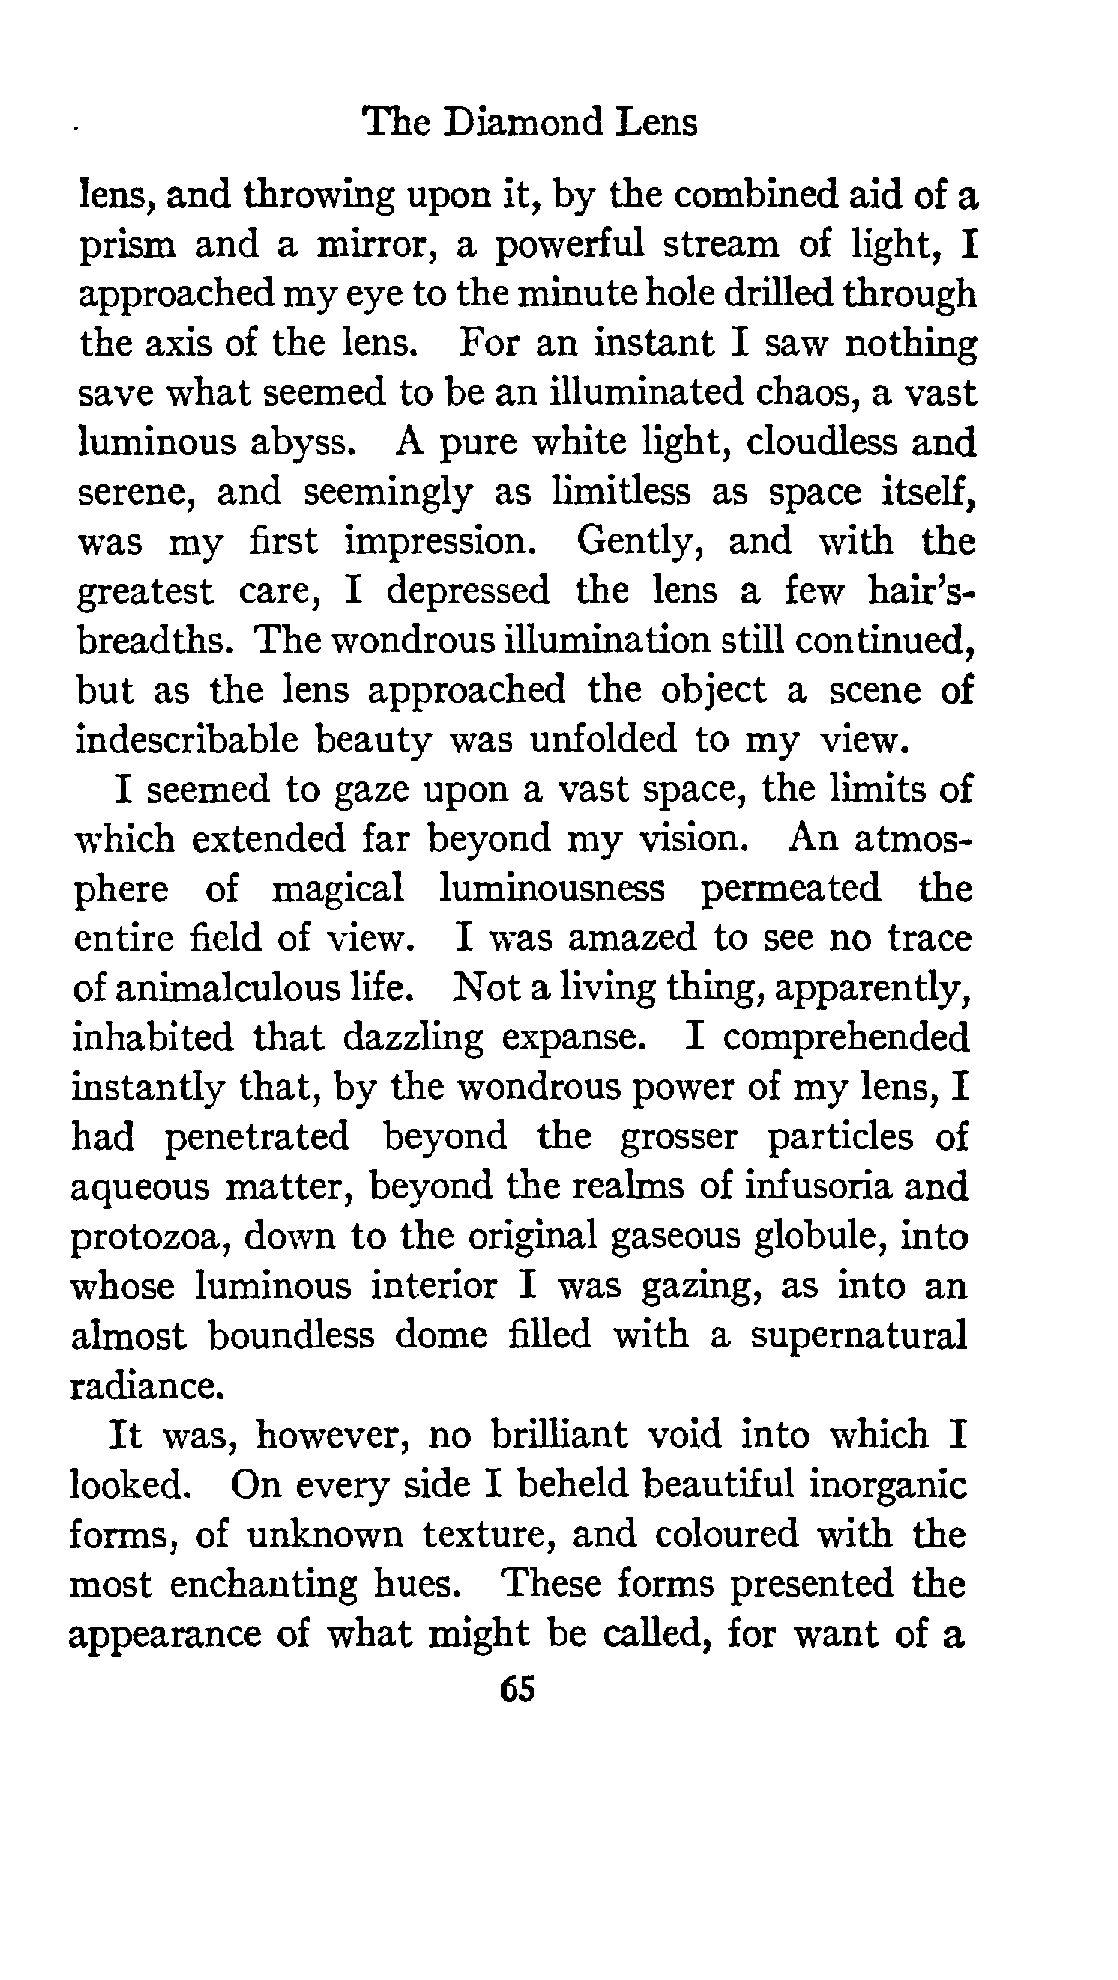 The Diamond Lens
lens, and throwing upon it, by the combined aid of a
prism and a mirror, a powerful stream of light, I
approached my eye to the minute hole drilled through
the axis of the lens. For an instant I saw nothing
save what seemed to be an illuminated chaos, a vast
luminous abyss. A pure white light, cloudless and
serene, and seemingly as limitless as space itself,
was my first impression. Gently, and with the
greatest care, I depressed the lens a few hair's-
breadths. The wondrous illumination still continued,
but as the lens approached the object a scene of
indescribable beauty was unfolded to my view.
I seemed to gaze upon a vast space, the limits of
which extended far beyond my vision. An atmos-
phere of magical luminousness permeated the
entire field of view. I was amazed to see no trace
of animalculous life. Not a living thing, apparently,
inhabited that dazzling expanse. I comprehended
instantly that, by the wondrous power of my lens, I
had penetrated beyond the grosser particles of
aqueous matter, beyond the realms of infusoria and
protozoa, down to the original gaseous globule, into
whose luminous interior I was gazing, as into an
almost boundless dome filled with a supernatural
radiance.
It was, however, no brilliant void into which I
looked. On every side I beheld beautiful inorganic
forms, of unknown texture, and coloured with the
most enchanting hues. These forms presented the
appearance of what might be called, for want of a
65